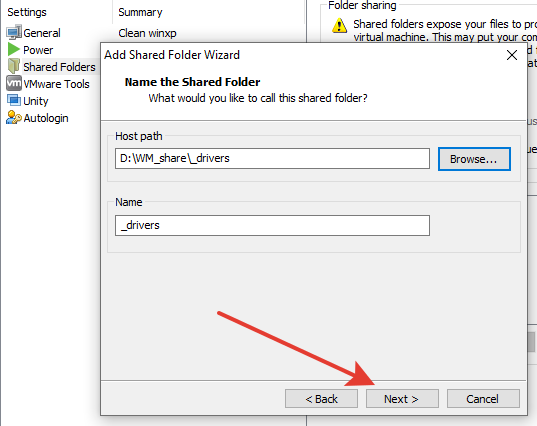 Settings
Summary
General
Clean winxp
Power
Shared Folders
VMware Tools
Unity
Autologin
Folder sharing
Shared folders expose your files to pro
virtual machine. This may put your com
Add Shared Folder Wizard
Name the Shared Folder
What would you like to call this shared folder?
Host path
D:\WM_share\_drivers
Browse...
Name
_drivers
< Back
Next >
Cancel